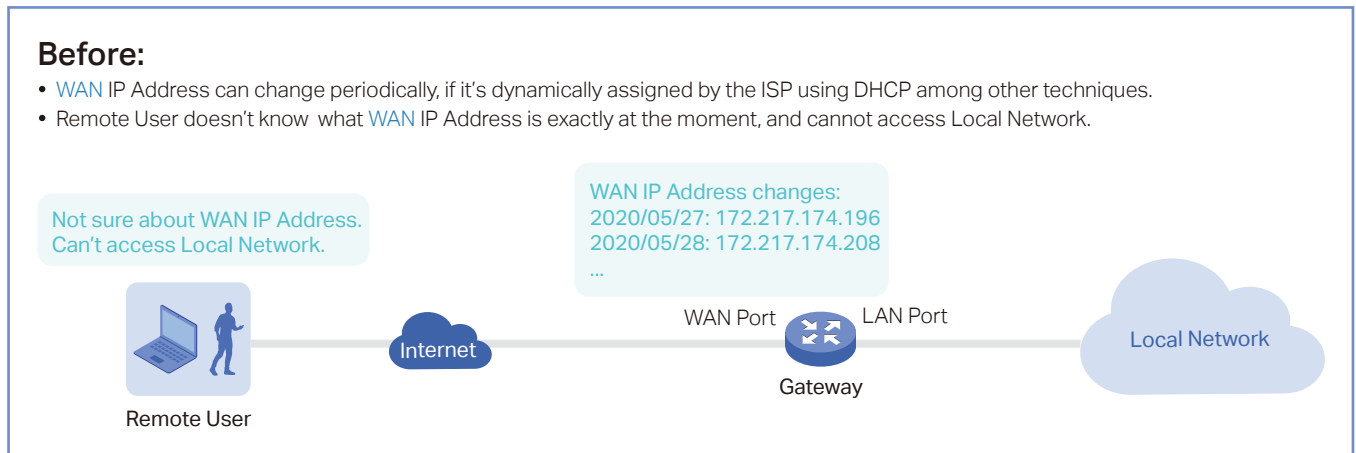 Before:
• WAN IP Address can change periodically, if it's dynamically assigned by the ISP using DHCP among other techniques.
• Remote User doesn't know  what WAN IP Address is exactly at the moment, and cannot access Local Network.
Not sure about WAN IP Address.
Can't access Local Network.
WAN IP Address changes:
2020/05/27: 172.217.174.196
2020/05/28: 172.217.174.208
...
WAN Port
LAN Port
Internet
Local Network
Gateway
Remote User